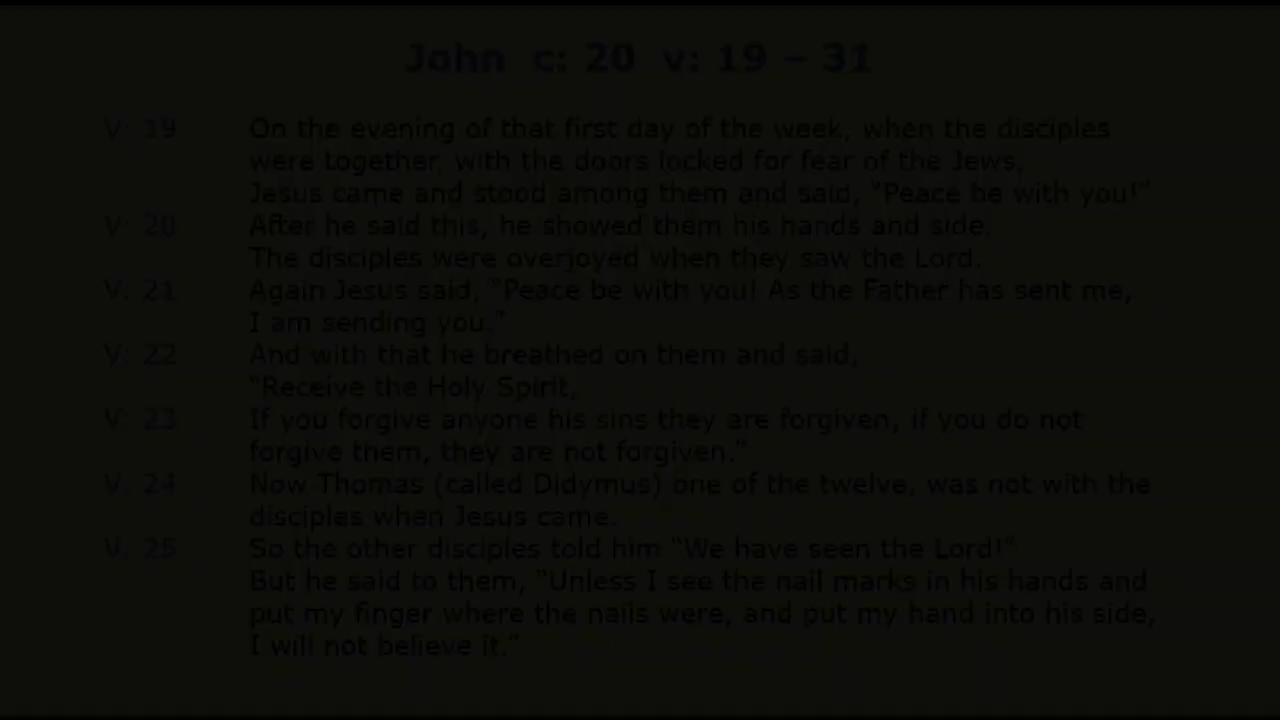 John c: 20 v: 19 – 31
V: 19 On the evening of that first day of the week, when the disciples
were together, with the doors locked for fear of the Jews,
Jesus came and stood among them and said, "Peace be with you!"
V: 20 After he said this, he showed them his hands and side.
The disciples were overjoyed when they saw the Lord.
V: 21 Again Jesus said, "Peace be with you! As the Father has sent me,
I am sending you."
V: 22 And with that he breathed on them and said,
"Receive the Holy Spirit,
V: 23 If you forgive anyone his sins they are forgiven, if you do not
forgive them, they are not forgiven."
V: 24 Now Thomas (called Didymus) one of the twelve, was not with the
disciples when Jesus came.
V: 25 So the other disciples told him "We have seen the Lord!"
But he said to them, "Unless I see the nail marks in his hands and
put my finger where the nails were, and put my hand into his side,
I will not believe it."